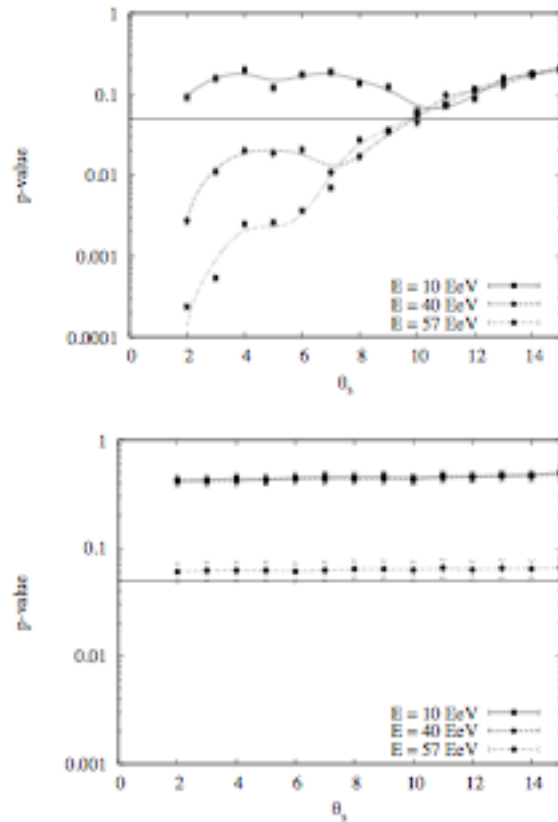 1
0.1
0.01
0.001
0.0001
p-value
E = 10 EeV
E = 40 EeV
E = 57 EeV
0 2 4 6 8 10 12 14
θs
1
0.1
0.01
0.001
p-value
E = 10 EeV
E = 40 EeV
E = 57 EeV
0 2 4 6 8 10 12 14
θs